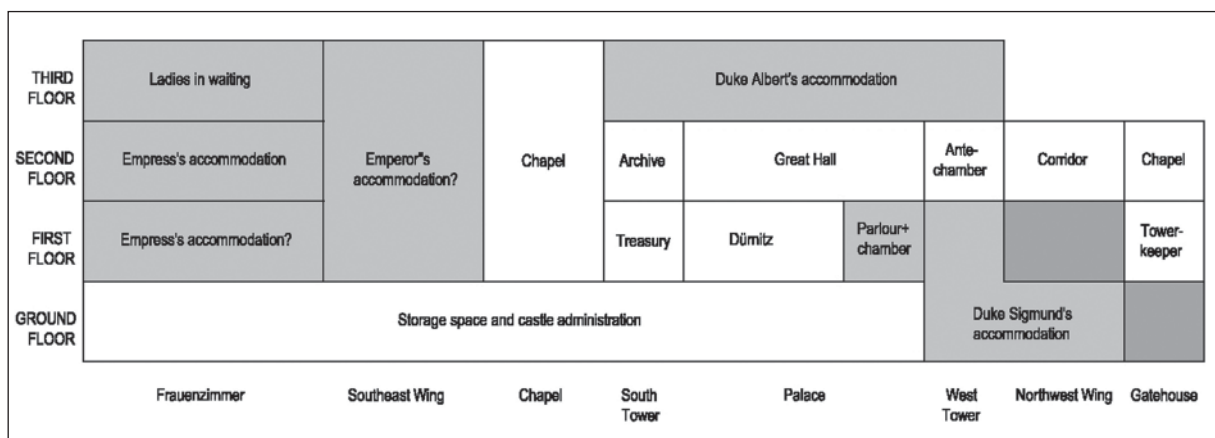 THIRD
FLOOR
Ladies in waiting
Duke Albert's accommodation
SECOND
FLOOR
Empress's accommodation
Emperor"s
accommodation?
Chapel
Archive
Great Hall
Ante-
chamber
Corridor
Chapel
FIRST
FLOOR
Empress's accommodation?
Treasury
Dürnitz
Parlour+
chamber
Tower-
keeper
GROUND
FLOOR
Storage space and castle administration
Duke Sigmund's
accommodation
Frauenzimmer
Southeast Wing
Chapel
South
Tower
Palace
West
Tower
Northwest Wing
Gatehouse